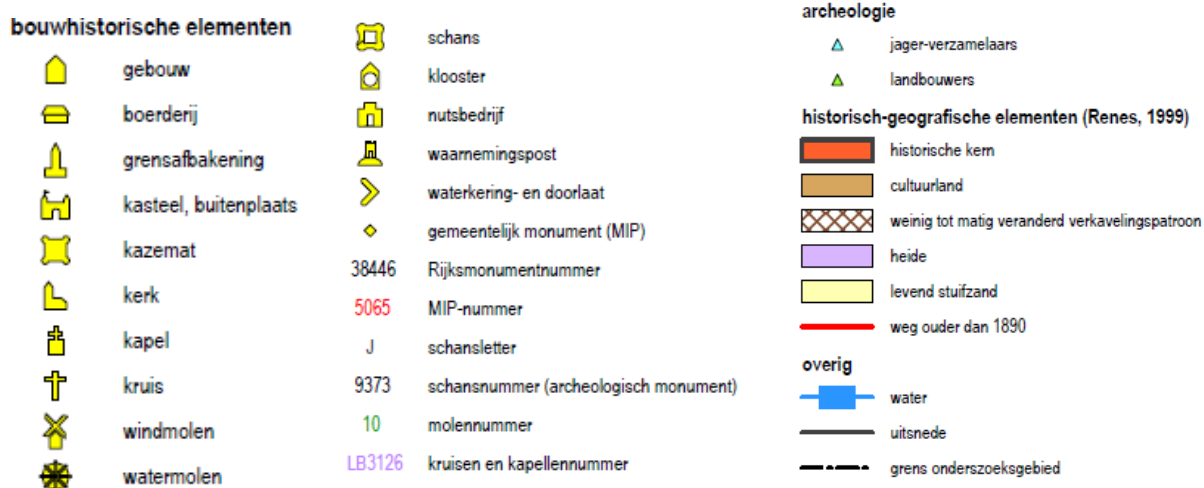 bouwhistorische elementen
gebouw
boerderij
grensafbakening
kasteel, buitenplaats
kazemat
kerk
kapel
kruis
windmolen
watermolen
schans
klooster
nutsbedrijf
waarnemingspost
waterkering- en doorlaat
gemeentelijk monument (MIP)
38446 Rijksmonumentnummer
5065 MIP-nummer
J schansletter
9373 schansnummer (archeologisch monument)
10 molennummer
LB3126 kruisen en kapellennummer
archeologie
jager-verzamelaars
landbouwers
historisch-geografische elementen (Renes, 1999)
historische kern
cultuurland
weinig tot matig veranderd verkavelingspatroon
heide
levend stuifzand
weg ouder dan 1890
overig
water
uitsnede
grens onderszoeksgebied